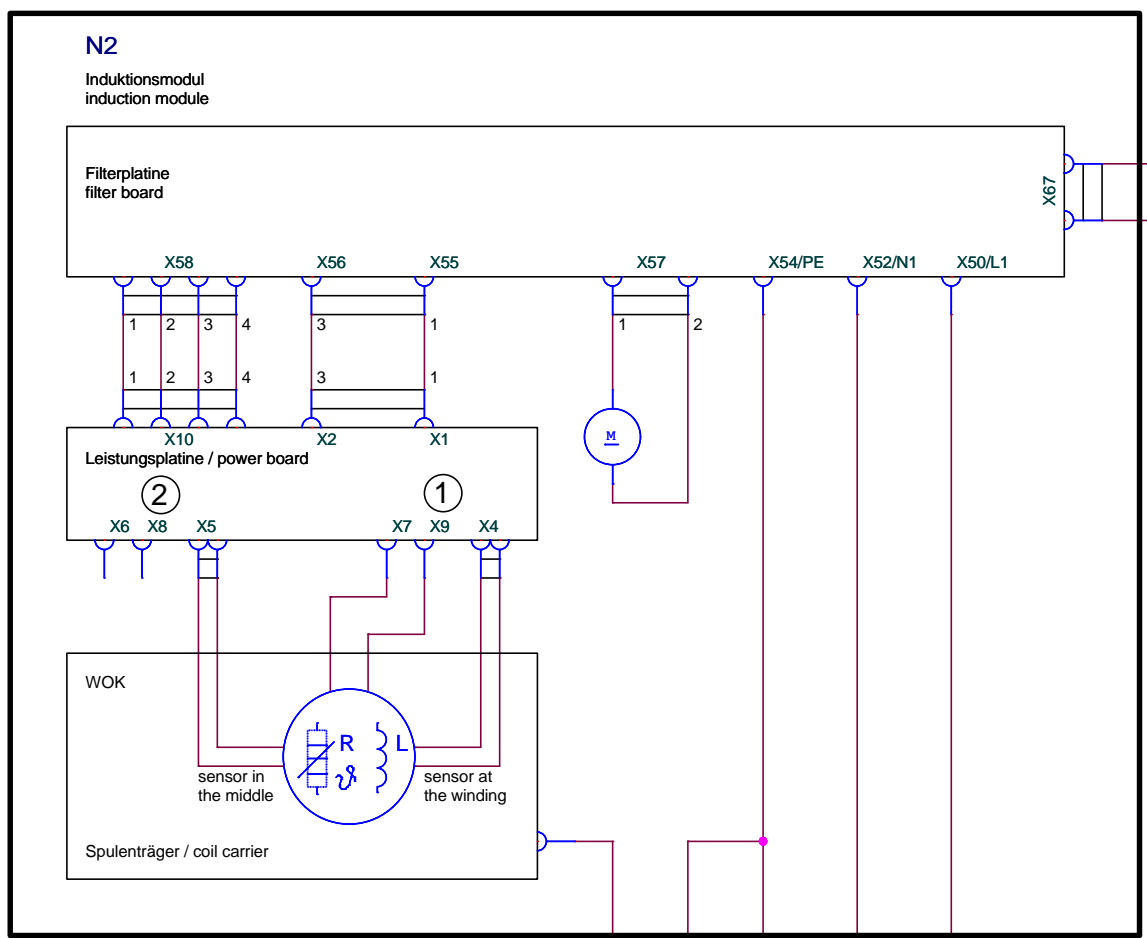 N2
Induktionsmodul
induction module
Filterplatine
filter board
X67
X58 X56 X55 X57 X54/PE X52/N1 X50/L1
1 2 3 4 3 1 1 2
1 2 3 4 3 1
M
X10 X2 X1
Leistungsplatine / power board
2 1
X6 X8 X5 X7 X9 X4
WOK
R L
ϑ
sensor in
the middle
sensor at
the winding
Spulenträger / coil carrier